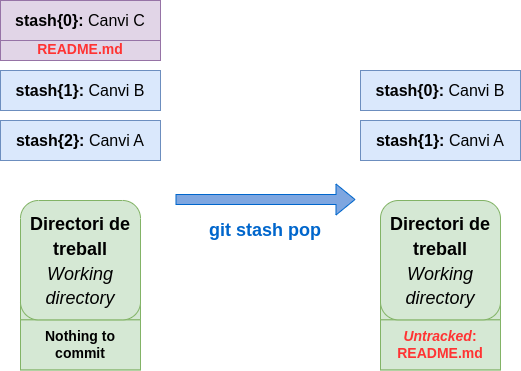 stash{0}: Canvi C
README.md
stash{1}: Canvi B
stash{2}: Canvi A
stash{0}: Canvi B
stash{1}: Canvi A
git stash pop
Directori de
treball
Working
directory
Nothing to
commit
Directori de
treball
Working
directory
Untracked:
README.md